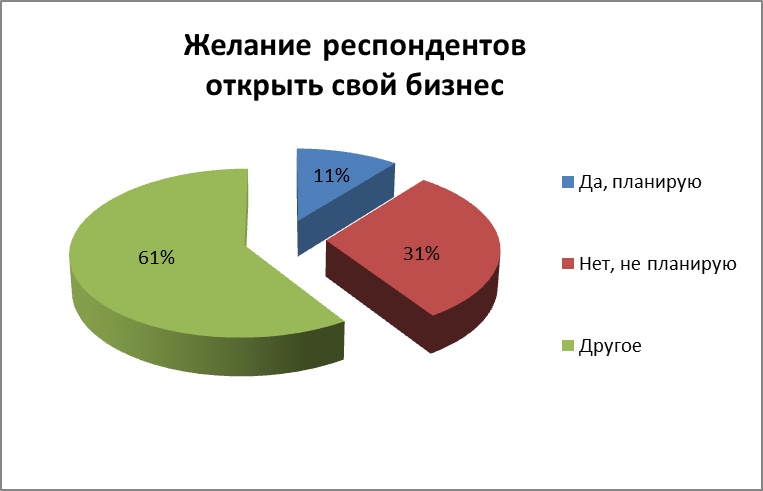 Желание респондентов
открыть свой бизнес
11%
31%
61%
Да, планирую
Нет, не планирую
Другое